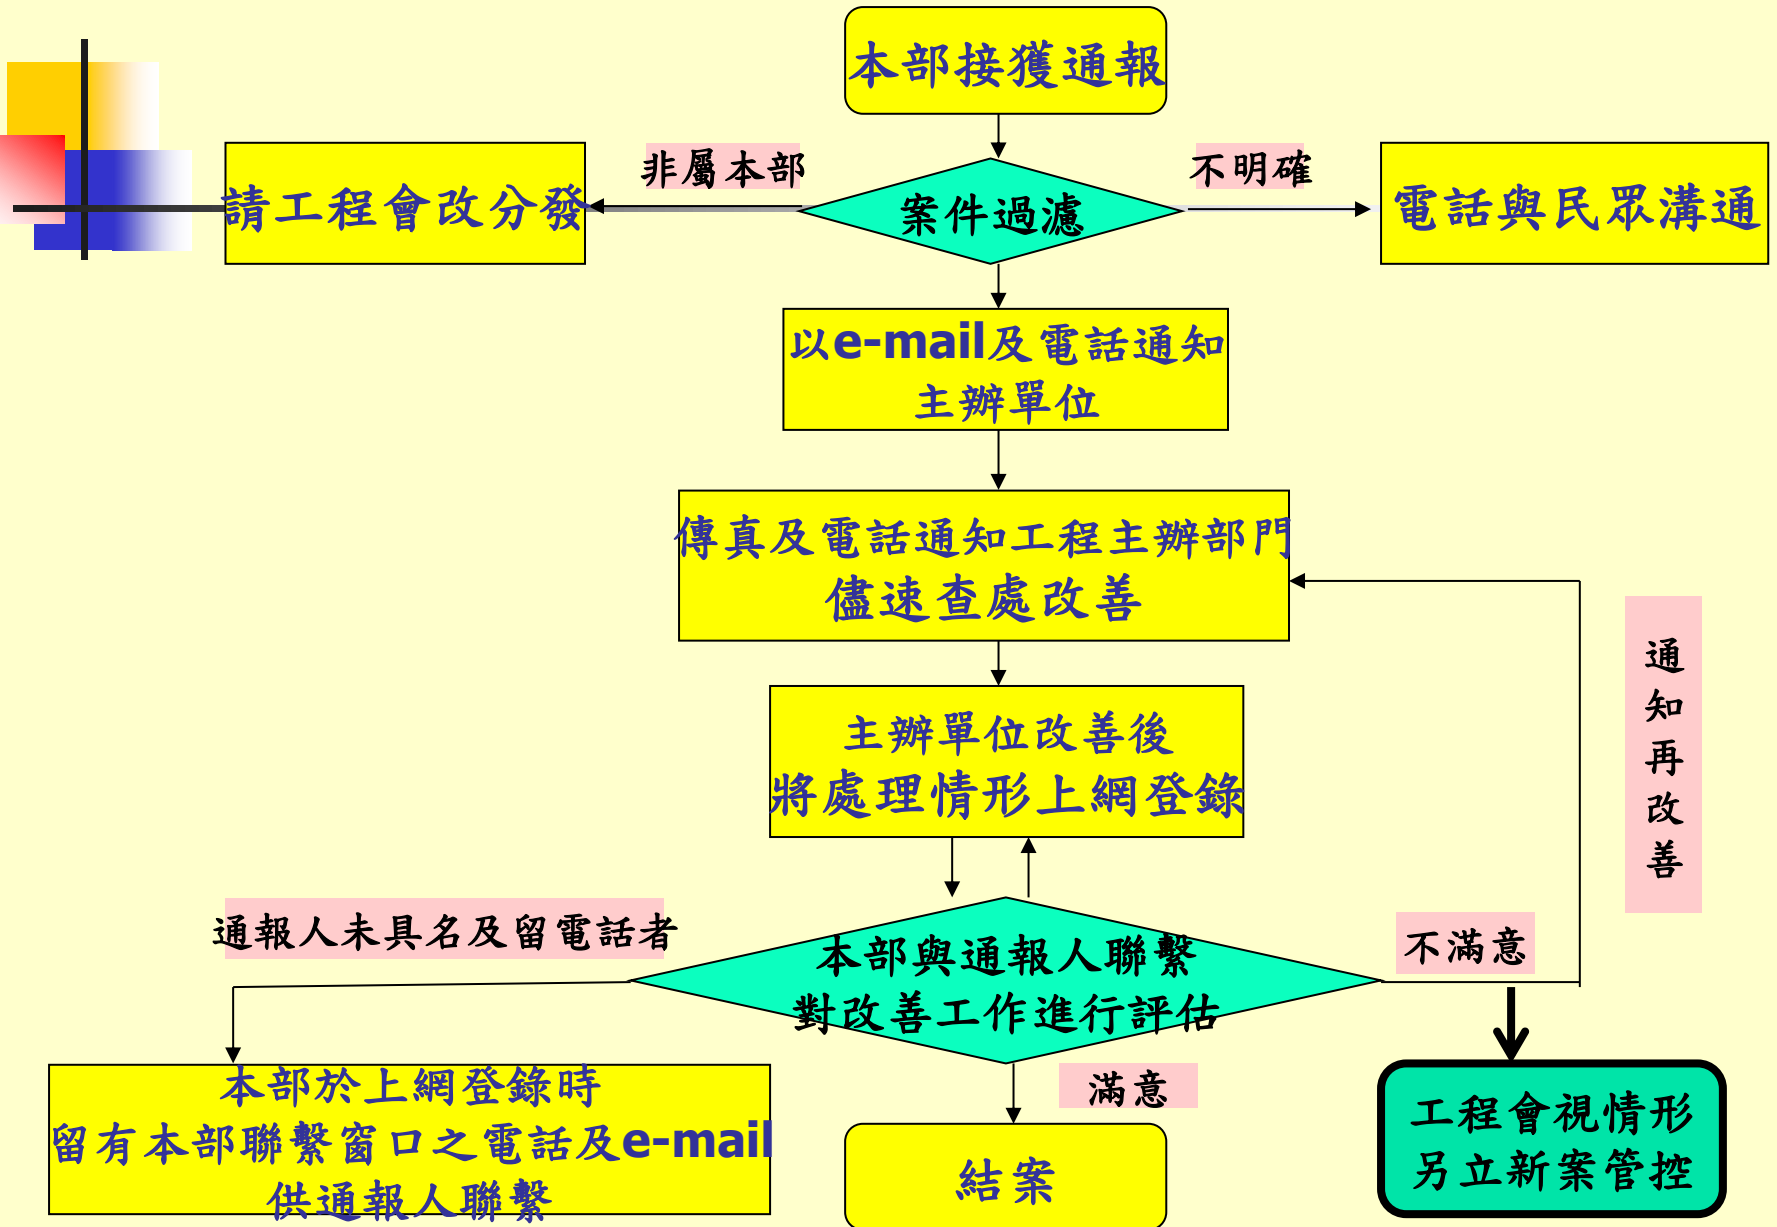 本部接獲通報
非屬本部
不明確
請工程會改分發
案件過濾
電話與民眾溝通
以e-mail及電話通知
主辦單位
傳真及電話通知工程主辦部門
儘速查處改善
通
知
再
改
善
主辦單位改善後
將處理情形上網登錄
通報人未具名及留電話者
本部與通報人聯繫
對改善工作進行評估
不滿意
滿意
本部於上網登錄時
留有本部聯繫窗口之電話及e-mail
供通報人聯繫
結案
工程會視情形
另立新案管控